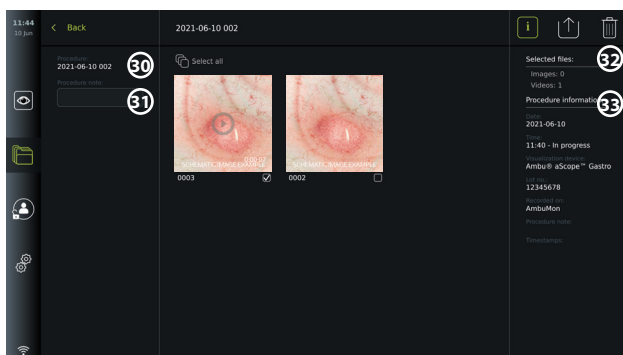 11:44
10 Jun
Back
2021-06-10 002
Procedure:
2021-06-10 002
30
Procedure note:
31
Select all
0:00:02
SCHEMATIC IMAGE EXAMPLE
0003
SCHEMATIC IMAGE EXAMPLE
0002
i
Selected files:
32
Images: 0
Videos: 1
Procedure information
33
Date:
2021-06-10
Time:
11:40 - In progress
Visualisation device:
Ambu® aScope™ Gastro
Lot no.:
12345678
Recorded on:
AmbuMon
Procedure note:
Timestamps: